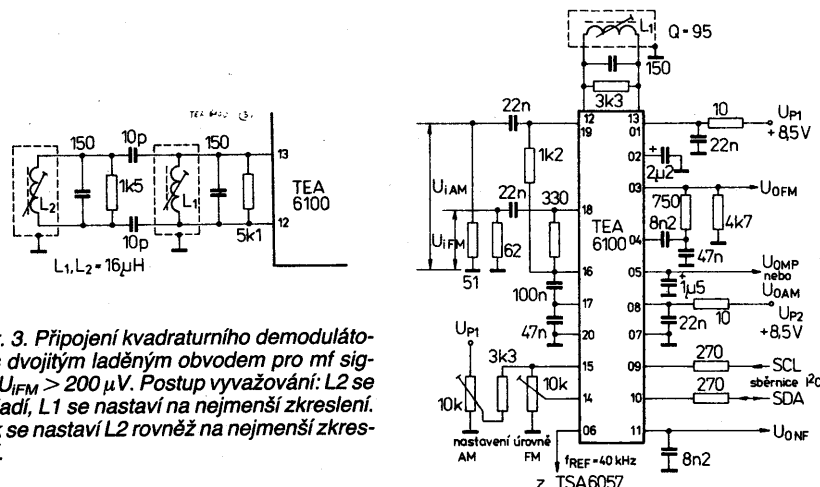 L1
Q=95
150
3k3
TEA 6100 (3)
10p
150
150
13
L2
1k5
L1
TEA
6100
12
10p
5k1
L1, L2 = 16µH
22n
12
13
10
UP1
+8,5V
19
01
22n
1k2
02
+
2µ2
UiAM
22n
330
03
UOFM
18
TEA
6100
750
4k7
UiFM
8n2
04
62
47n
51
16
05
UOMP
nebo
UOAM
100n
+
1µ5
17
08
UP2
+8,5V
22n
10
47n
20
07
UP1
3k3
15
09
270
SCL
sběrnice I²C
10k
10k
14
10
270
SDA
nastavení úrovně
AM
FM
06
11
UONF
fREF=40 kHz
8n2
z TSA6057
r. 3. Připojení kvadraturního demoduláto-
dvojitým laděným obvodem pro mf sig-
UiFM > 200 µV. Postup vyvažování: L2 se
ladí, L1 se nastaví na nejmenší zkreslení.
k se nastaví L2 rovněž na nejmenší zkres-